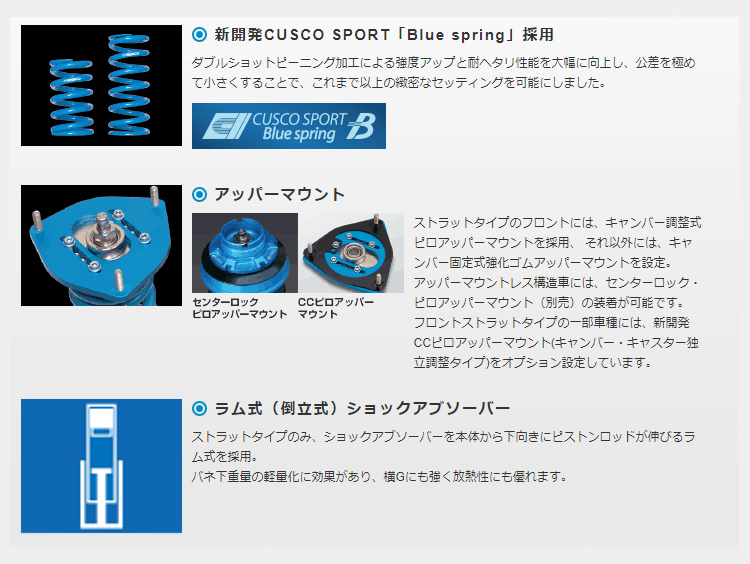 新開発CUSCO SPORT「Blue spring」採用
ダブルショットピーニング加工による強度アップと耐ヘタリ性能を大幅に向上し、公差を極め
て小さくすることで、これまで以上の緻密なセッティングを可能にしました。
CUSCO SPORT
Blue spring
アッパーマウント
センターロック
ピロアッパーマウント
CCピロアッパー
マウント
ストラットタイプのフロントには、キャンバー調整式
ピロアッパーマウントを採用、 それ以外には、キャ
ンバー固定式強化ゴムアッパーマウントを設定。
アッパーマウントレス構造車には、センターロック・
ピロアッパーマウント（別売）の装着が可能です。
フロントストラットタイプの一部車種には、新開発
CCピロアッパーマウント(キャンバー・キャスター独
立調整タイプ)をオプション設定しています。
ラム式（倒立式）ショックアブソーバー
ストラットタイプのみ、ショックアブソーバーを本体から下向きにピストンロッドが伸びるラ
ム式を採用。
バネ下重量の軽量化に効果があり、横Gにも強く放熱性にも優れます。